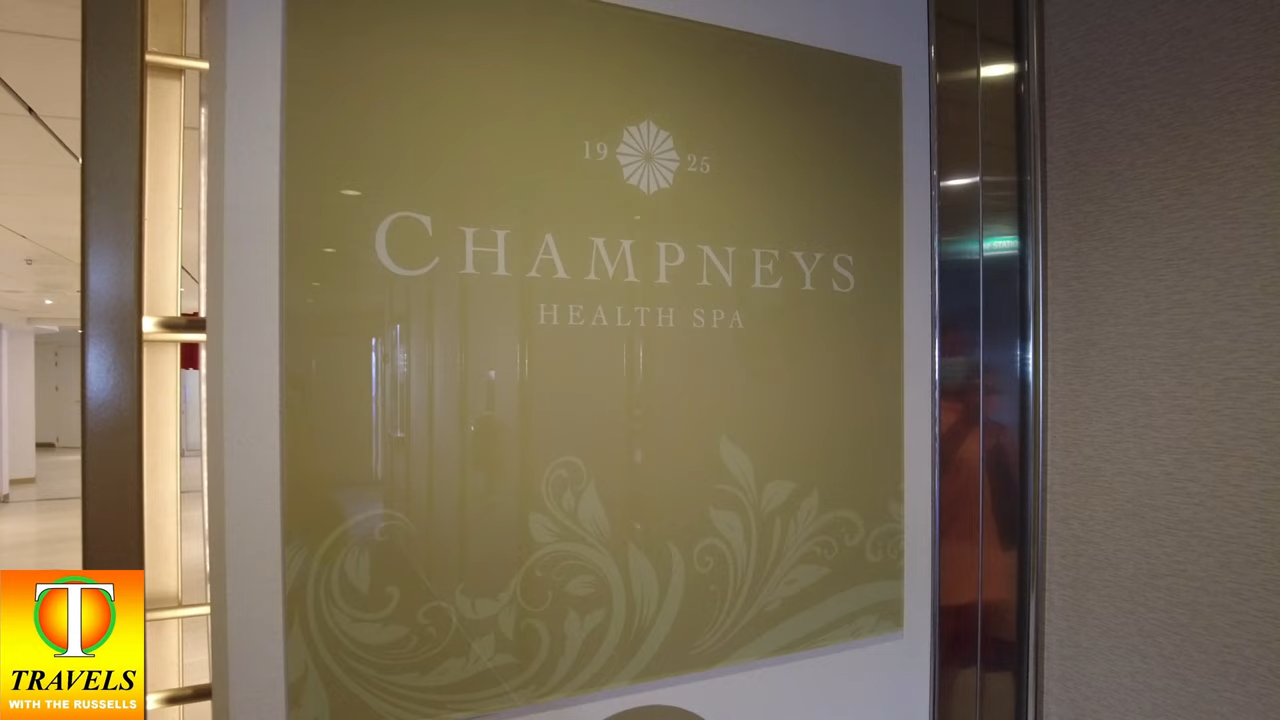 19 25
CHAMPNEYS
HEALTH SPA
T
TRAVELS
WITH THE RUSSELLS